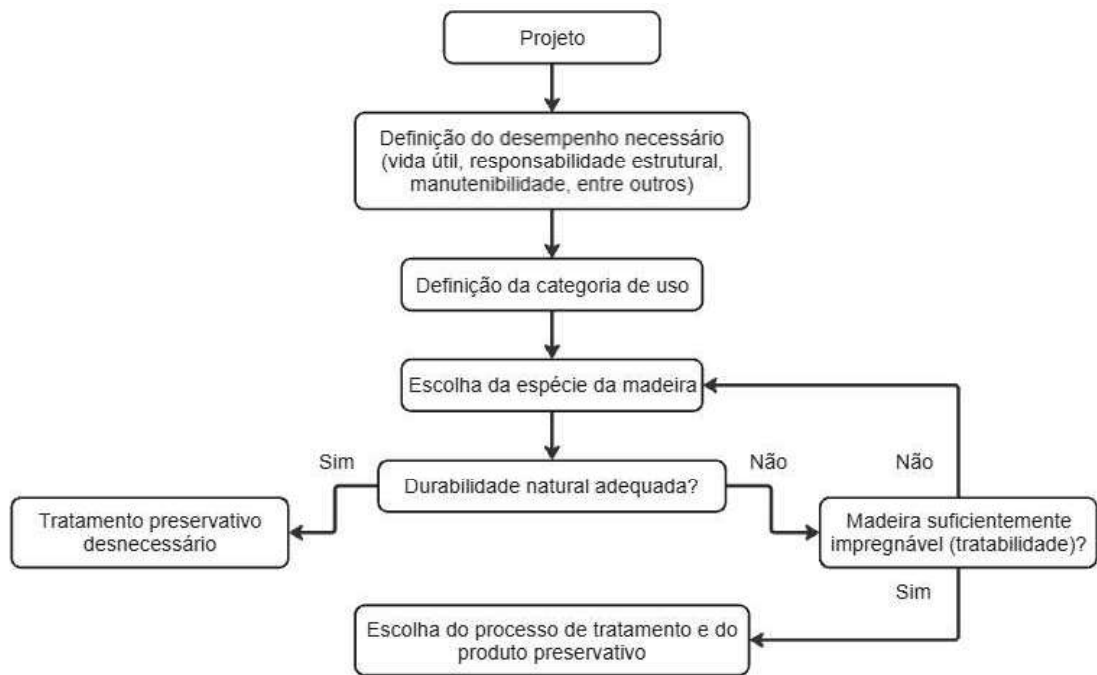 Projeto
Definição do desempenho necessário
(vida útil, responsabilidade estrutural,
manutenibilidade, entre outros)
Definição da categoria de uso
Escolha da espécie da madeira
Sim
Não
Não
Durabilidade natural adequada?
Tratamento preservativo
desnecessário
Madeira suficientemente
impregnável (tratabilidade)?
Sim
Escolha do processo de tratamento e do
produto preservativo